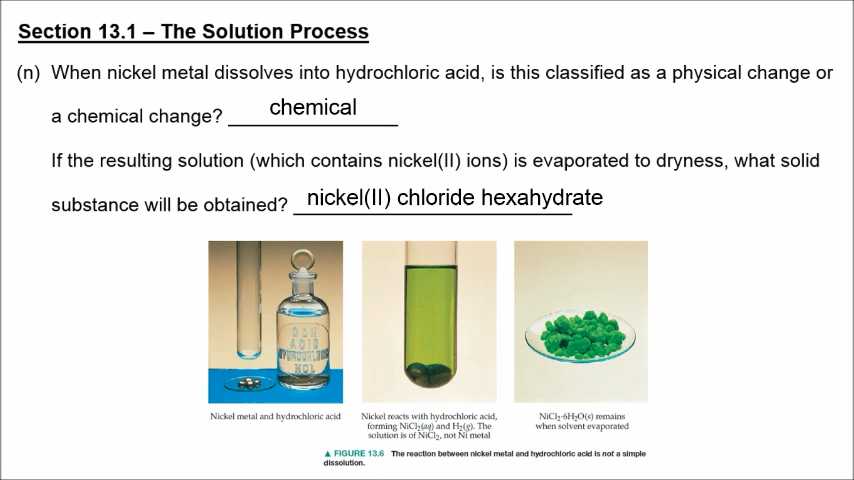 Section 13.1 – The Solution Process
(n) When nickel metal dissolves into hydrochloric acid, is this classified as a physical change or
a chemical change? chemical
If the resulting solution (which contains nickel(II) ions) is evaporated to dryness, what solid
substance will be obtained? nickel(II) chloride hexahydrate
Nickel metal and hydrochloric acid
Nickel reacts with hydrochloric acid,
forming NiCl₂(aq) and H₂(g). The
solution is of NiCl₂, not Ni metal
NiCl₂·6H₂O(s) remains
when solvent evaporated
▲ FIGURE 13.6 The reaction between nickel metal and hydrochloric acid is not a simple
dissolution.